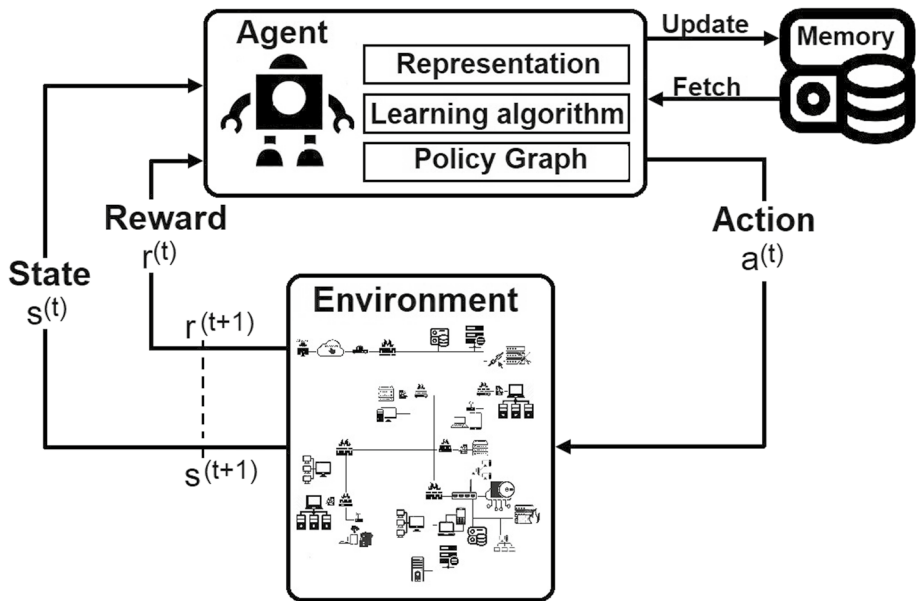 Agent
Representation
Learning algorithm
Policy Graph
Update
Memory
Fetch
Reward
r(t)
State
s(t)
Action
a(t)
Environment
r(t+1)
s(t+1)